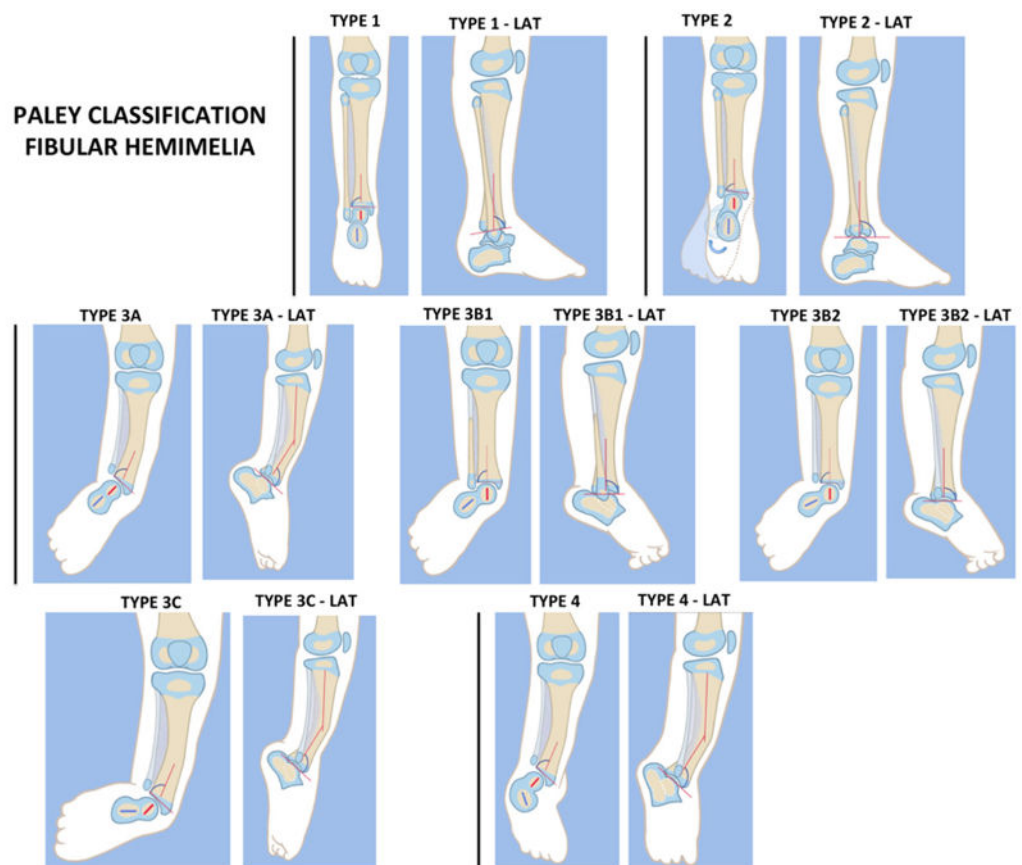 TYPE 1
TYPE 1 - LAT
TYPE 2
TYPE 2 - LAT
PALEY CLASSIFICATION
FIBULAR HEMIMELIA
TYPE 3A
TYPE 3A - LAT
TYPE 3B1
TYPE 3B1 - LAT
TYPE 3B2
TYPE 3B2 - LAT
TYPE 3C
TYPE 3C - LAT
TYPE 4
TYPE 4 - LAT